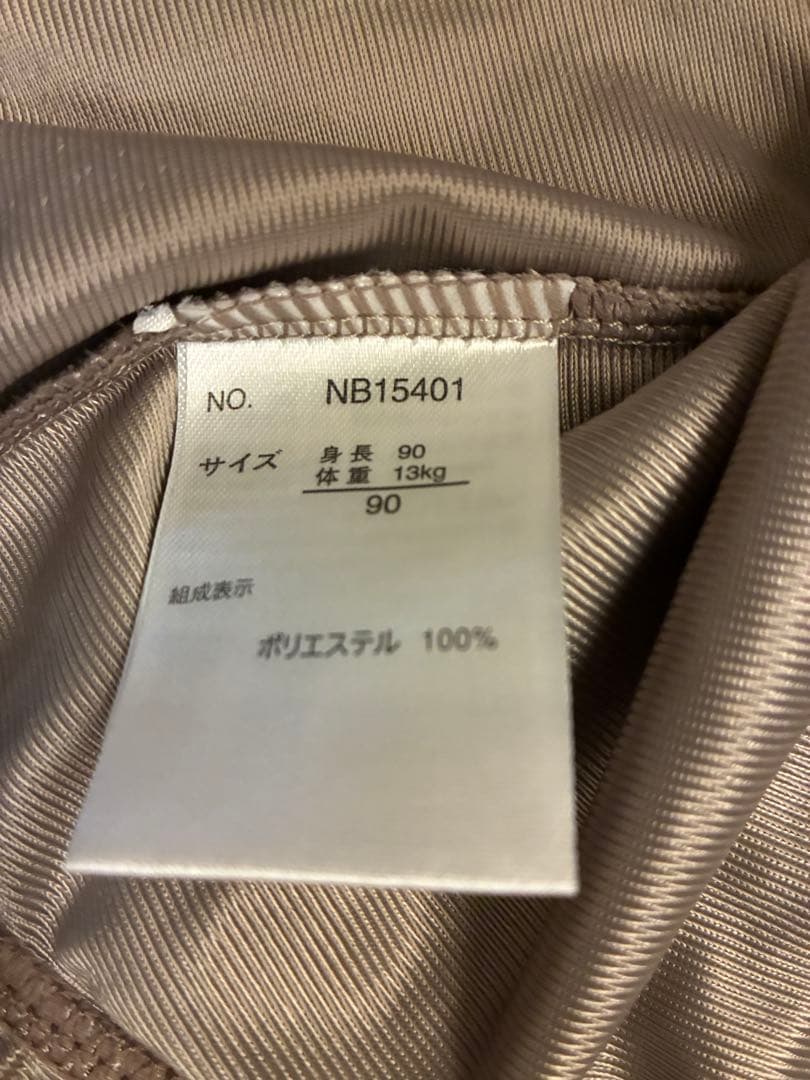 NO. NB15401
サイズ 身長 90
体重 13kg
90
組成表示
ポリエステル 100%